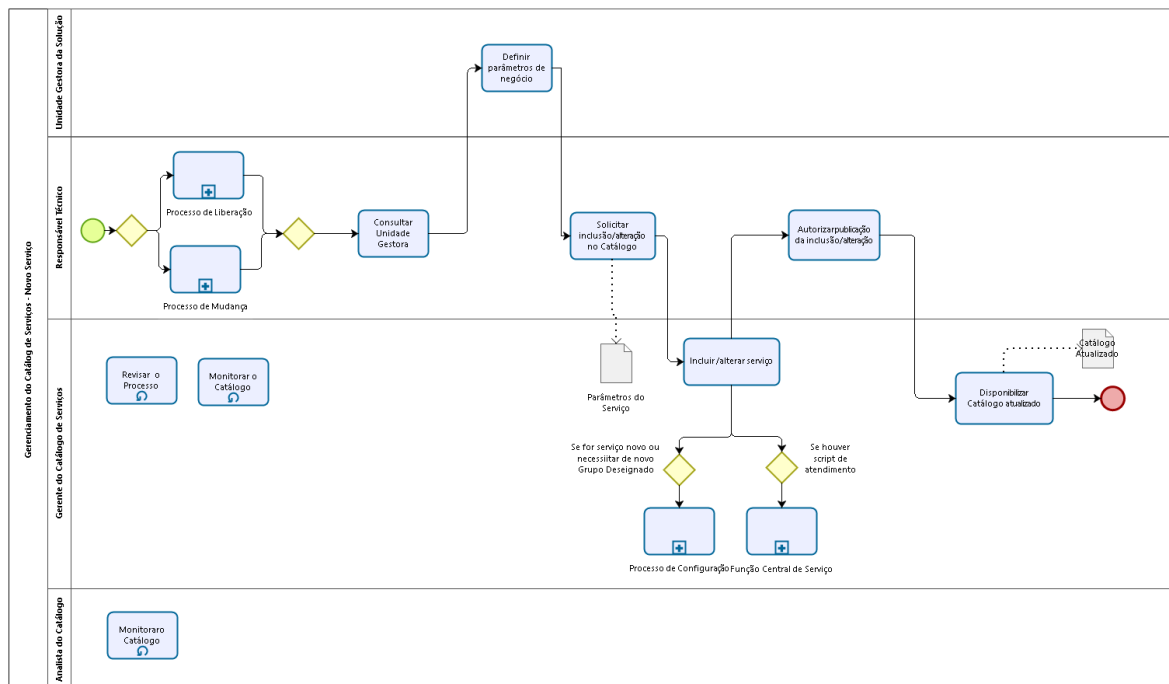 Gerenciamento do Catálog de Serviços - Novo Serviço
Unidade Gestora da Solução
Definir
parâmetros de
negócio
Responsável Técnico
Processo de Liberação
Processo de Mudança
Consultar
Unidade
Gestora
Solicitar
inclusão/alteração
no Catálogo
Autorizarpublicação
da inclusão/alteração
Gerente do Catálogo de Serviços
Revisar o
Processo
Monitorar o
Catálogo
Parâmetros do
Serviço
Incluir/alterar serviço
Catálogo
Atualizado
Disponibilizar
Catálogo atualizado
Se for serviço novo ou
necessiitar de novo
Grupo Deseignado
Se houver
script de
atendimento
Processo de Configuração
Função Central de Serviço
Analista do Catálogo
Monitoraro
Catálogo